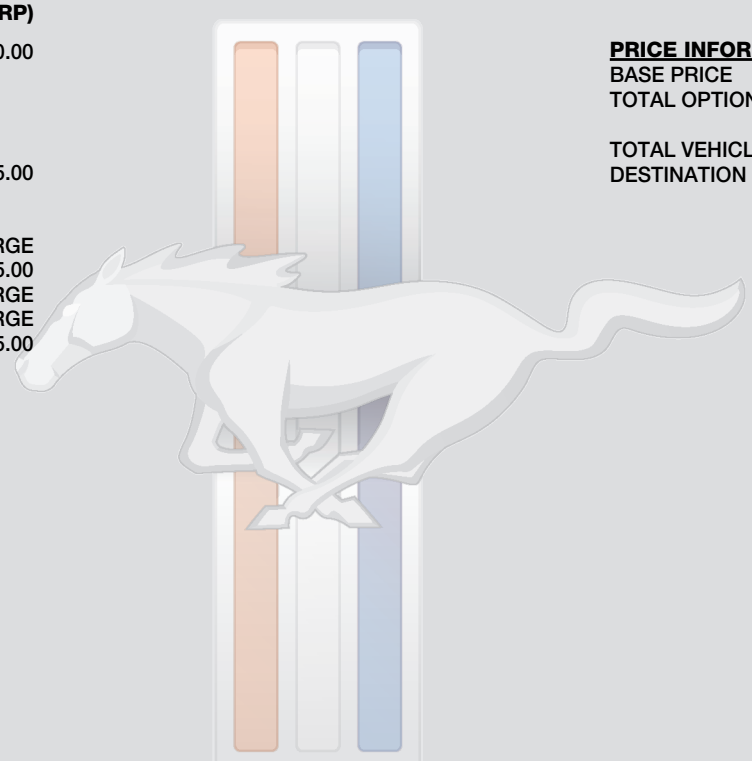 RP)
0.00
5.00
RGE
5.00
RGE
RGE
5.00
PRICE INFOR
BASE PRICE
TOTAL OPTION
TOTAL VEHICL
DESTINATION